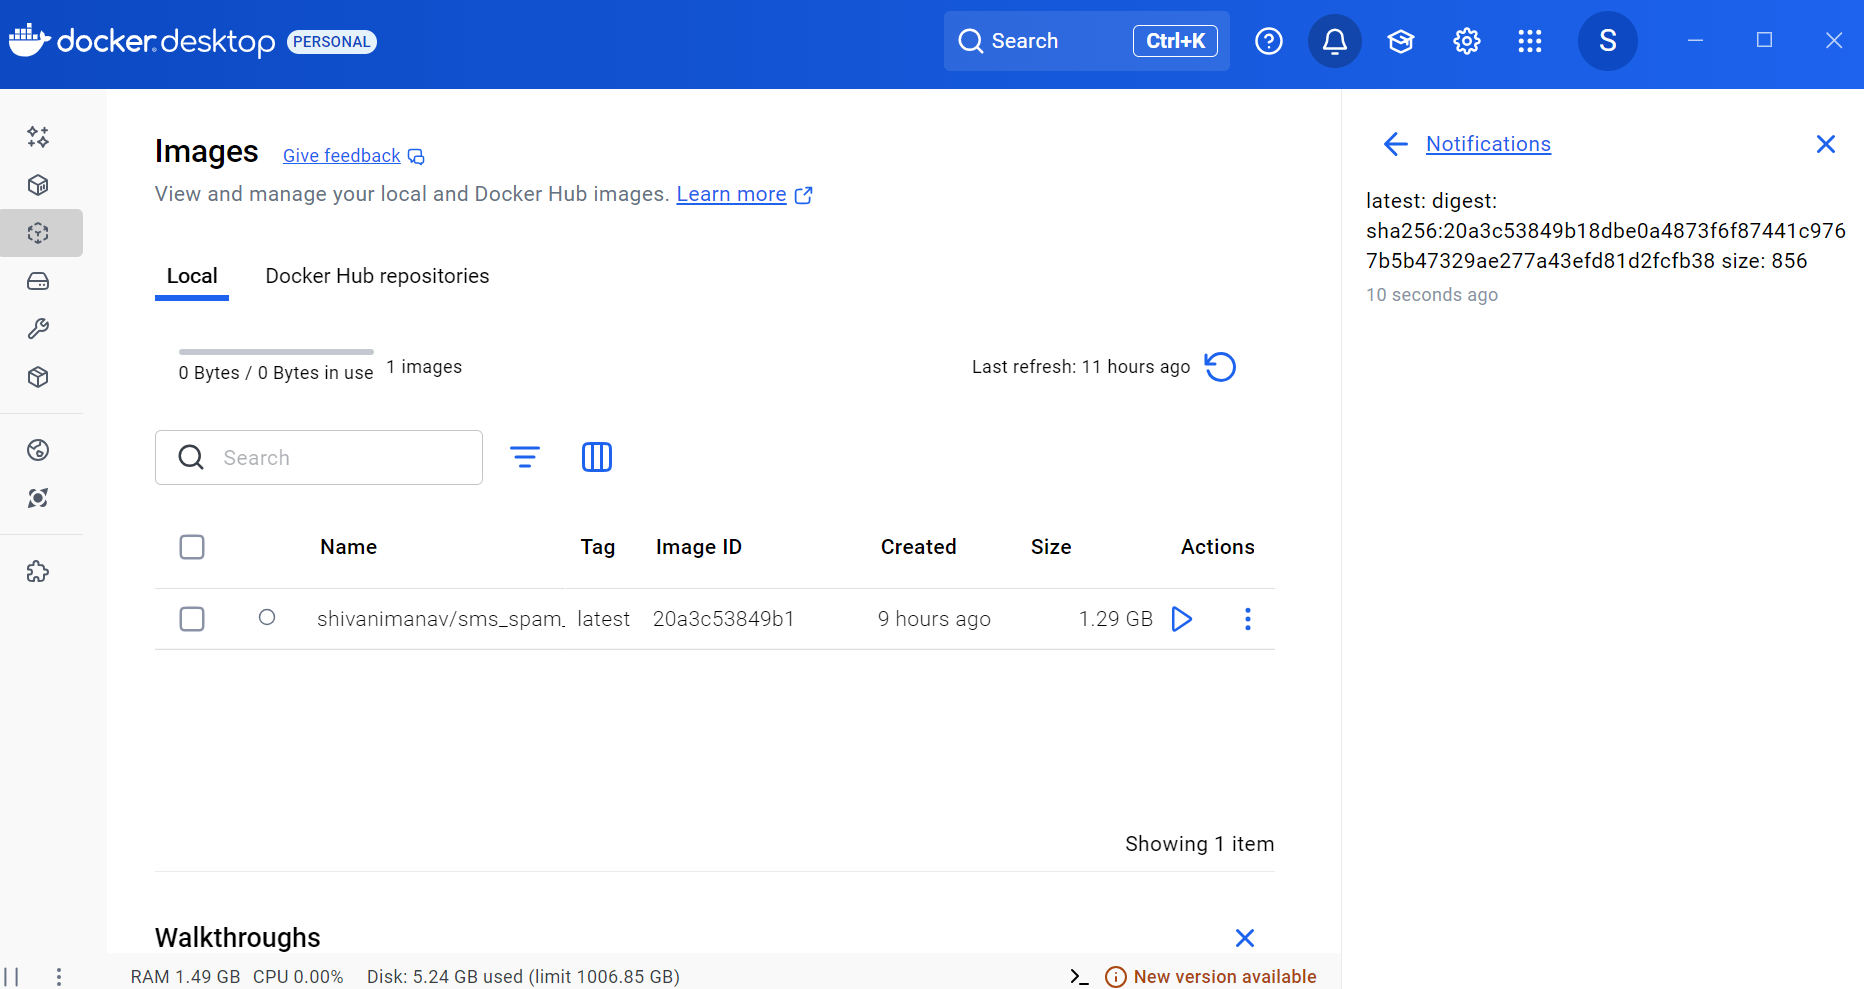 docker desktop PERSONAL
Search Ctrl+K
S
Images Give feedback
View and manage your local and Docker Hub images. Learn more
Local Docker Hub repositories
0 Bytes / 0 Bytes in use 1 images
Last refresh: 11 hours ago
Search
Name Tag Image ID Created Size Actions
shivanimanav/sms_spam_ latest 20a3c53849b1 9 hours ago 1.29 GB
Showing 1 item
Walkthroughs
RAM 1.49 GB CPU 0.00% Disk: 5.24 GB used (limit 1006.85 GB)
New version available
Notifications
latest: digest:
sha256:20a3c53849b18dbe0a4873f6f87441c976
7b5b47329ae277a43efd81d2fcfb38 size: 856
10 seconds ago